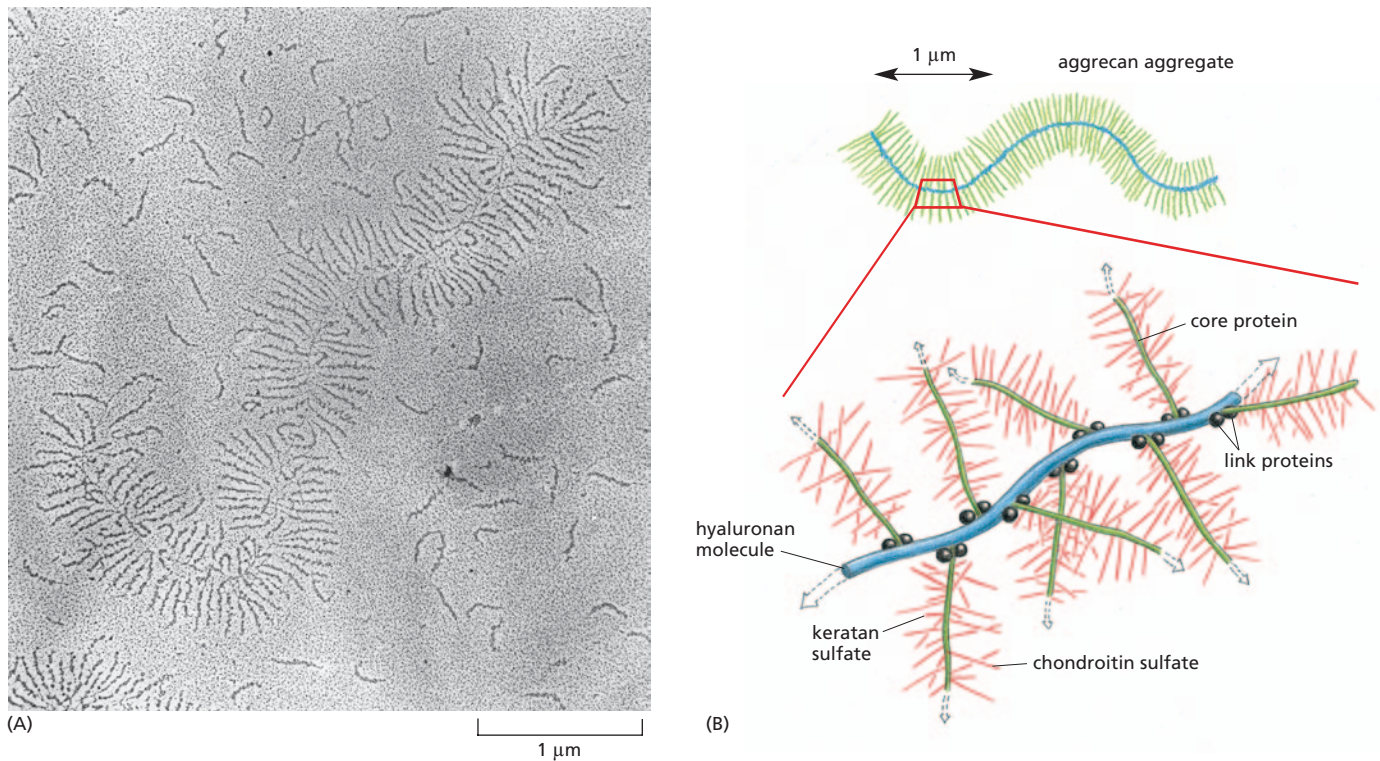 (A)
1 μm
1 μm
aggrecan aggregate
core protein
link proteins
hyaluronan
molecule
keratan
sulfate
chondroitin sulfate
(B)